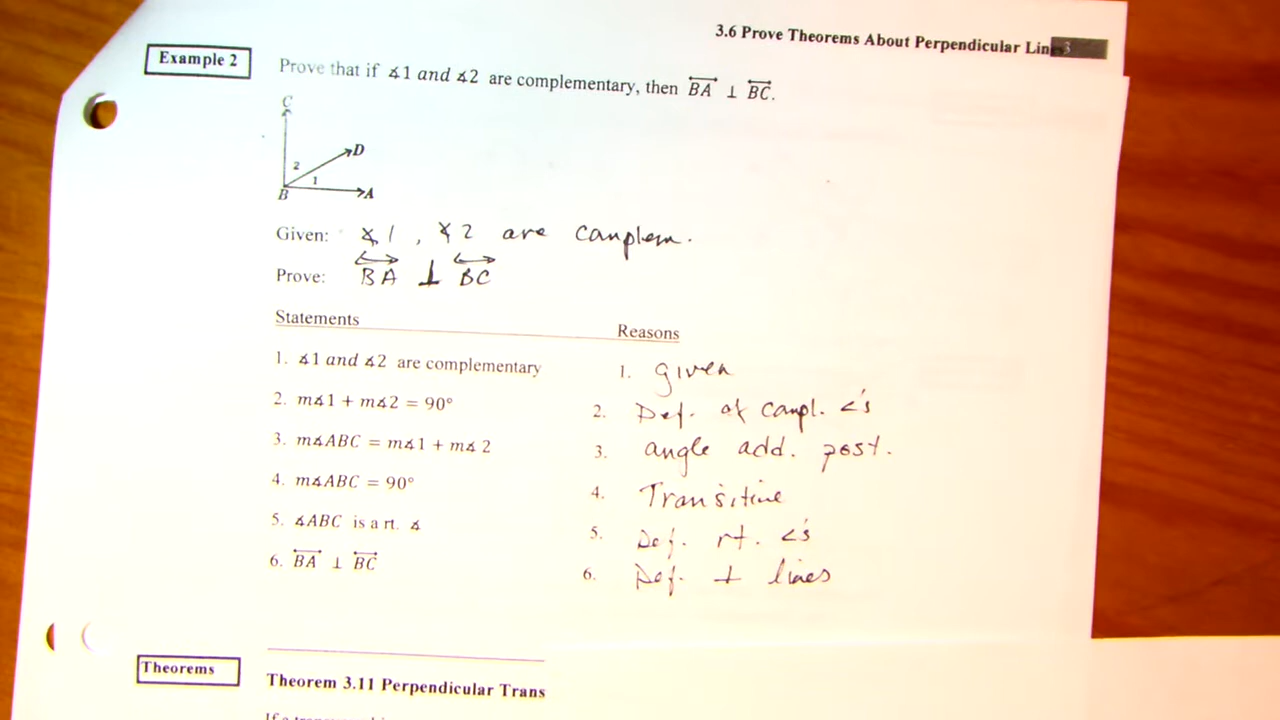 3.6 Prove Theorems About Perpendicular Lines 3
Example 2
Prove that if ∡1 and ∡2 are complementary, then BA ⊥ BC.
C
D
2
1
B
A
Given: ∡1, ∡2 are complem.
Prove: BA ⊥ BC
Statements Reasons
1. ∡1 and ∡2 are complementary 1. given
2. m∡1 + m∡2 = 90° 2. Def. of compl. ∠'s
3. m∡ABC = m∡1 + m∡2 3. angle add. post.
4. m∡ABC = 90° 4. Transitive
5. ∡ABC is a rt. ∡ 5. Def. rt. ∠'s
6. BA ⊥ BC 6. Def. ⊥ lines
Theorems
Theorem 3.11 Perpendicular Trans
If a